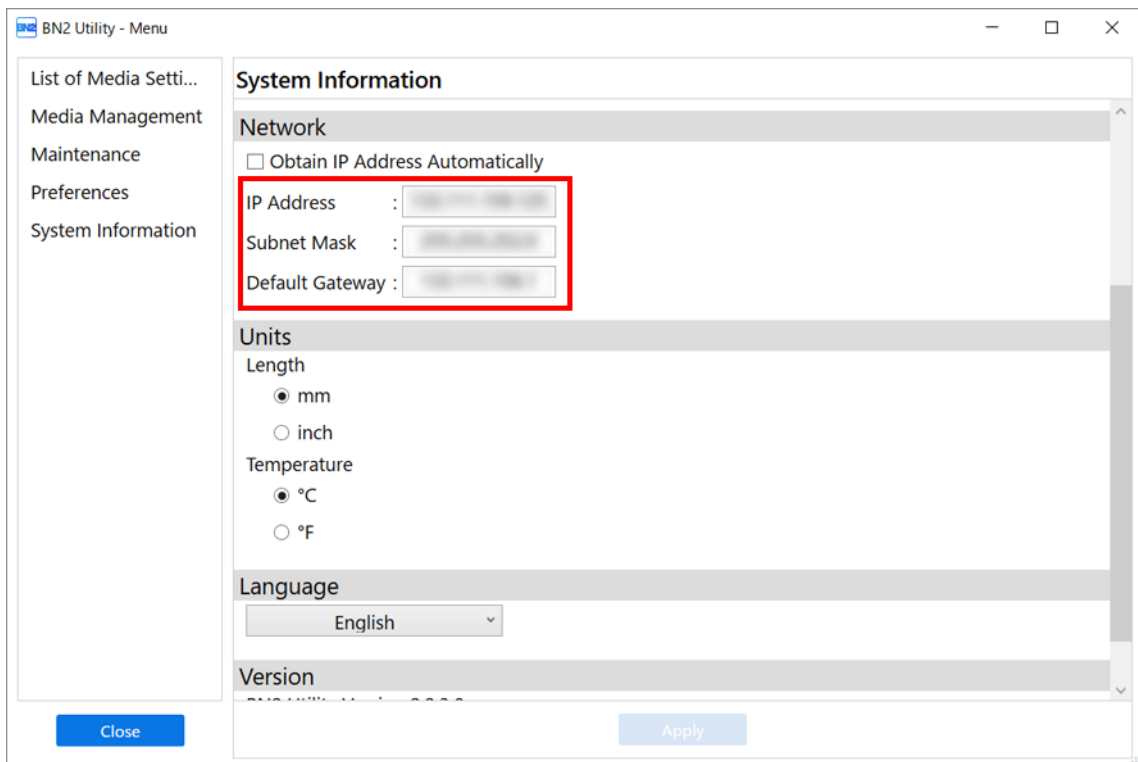 BN2 BN2 Utility - Menu
List of Media Setti...
Media Management
Maintenance
Preferences
System Information
System Information
Network
Obtain IP Address Automatically
IP Address :
Subnet Mask :
Default Gateway :
Units
Length
mm
inch
Temperature
°C
°F
Language
English
Version
Close
Apply